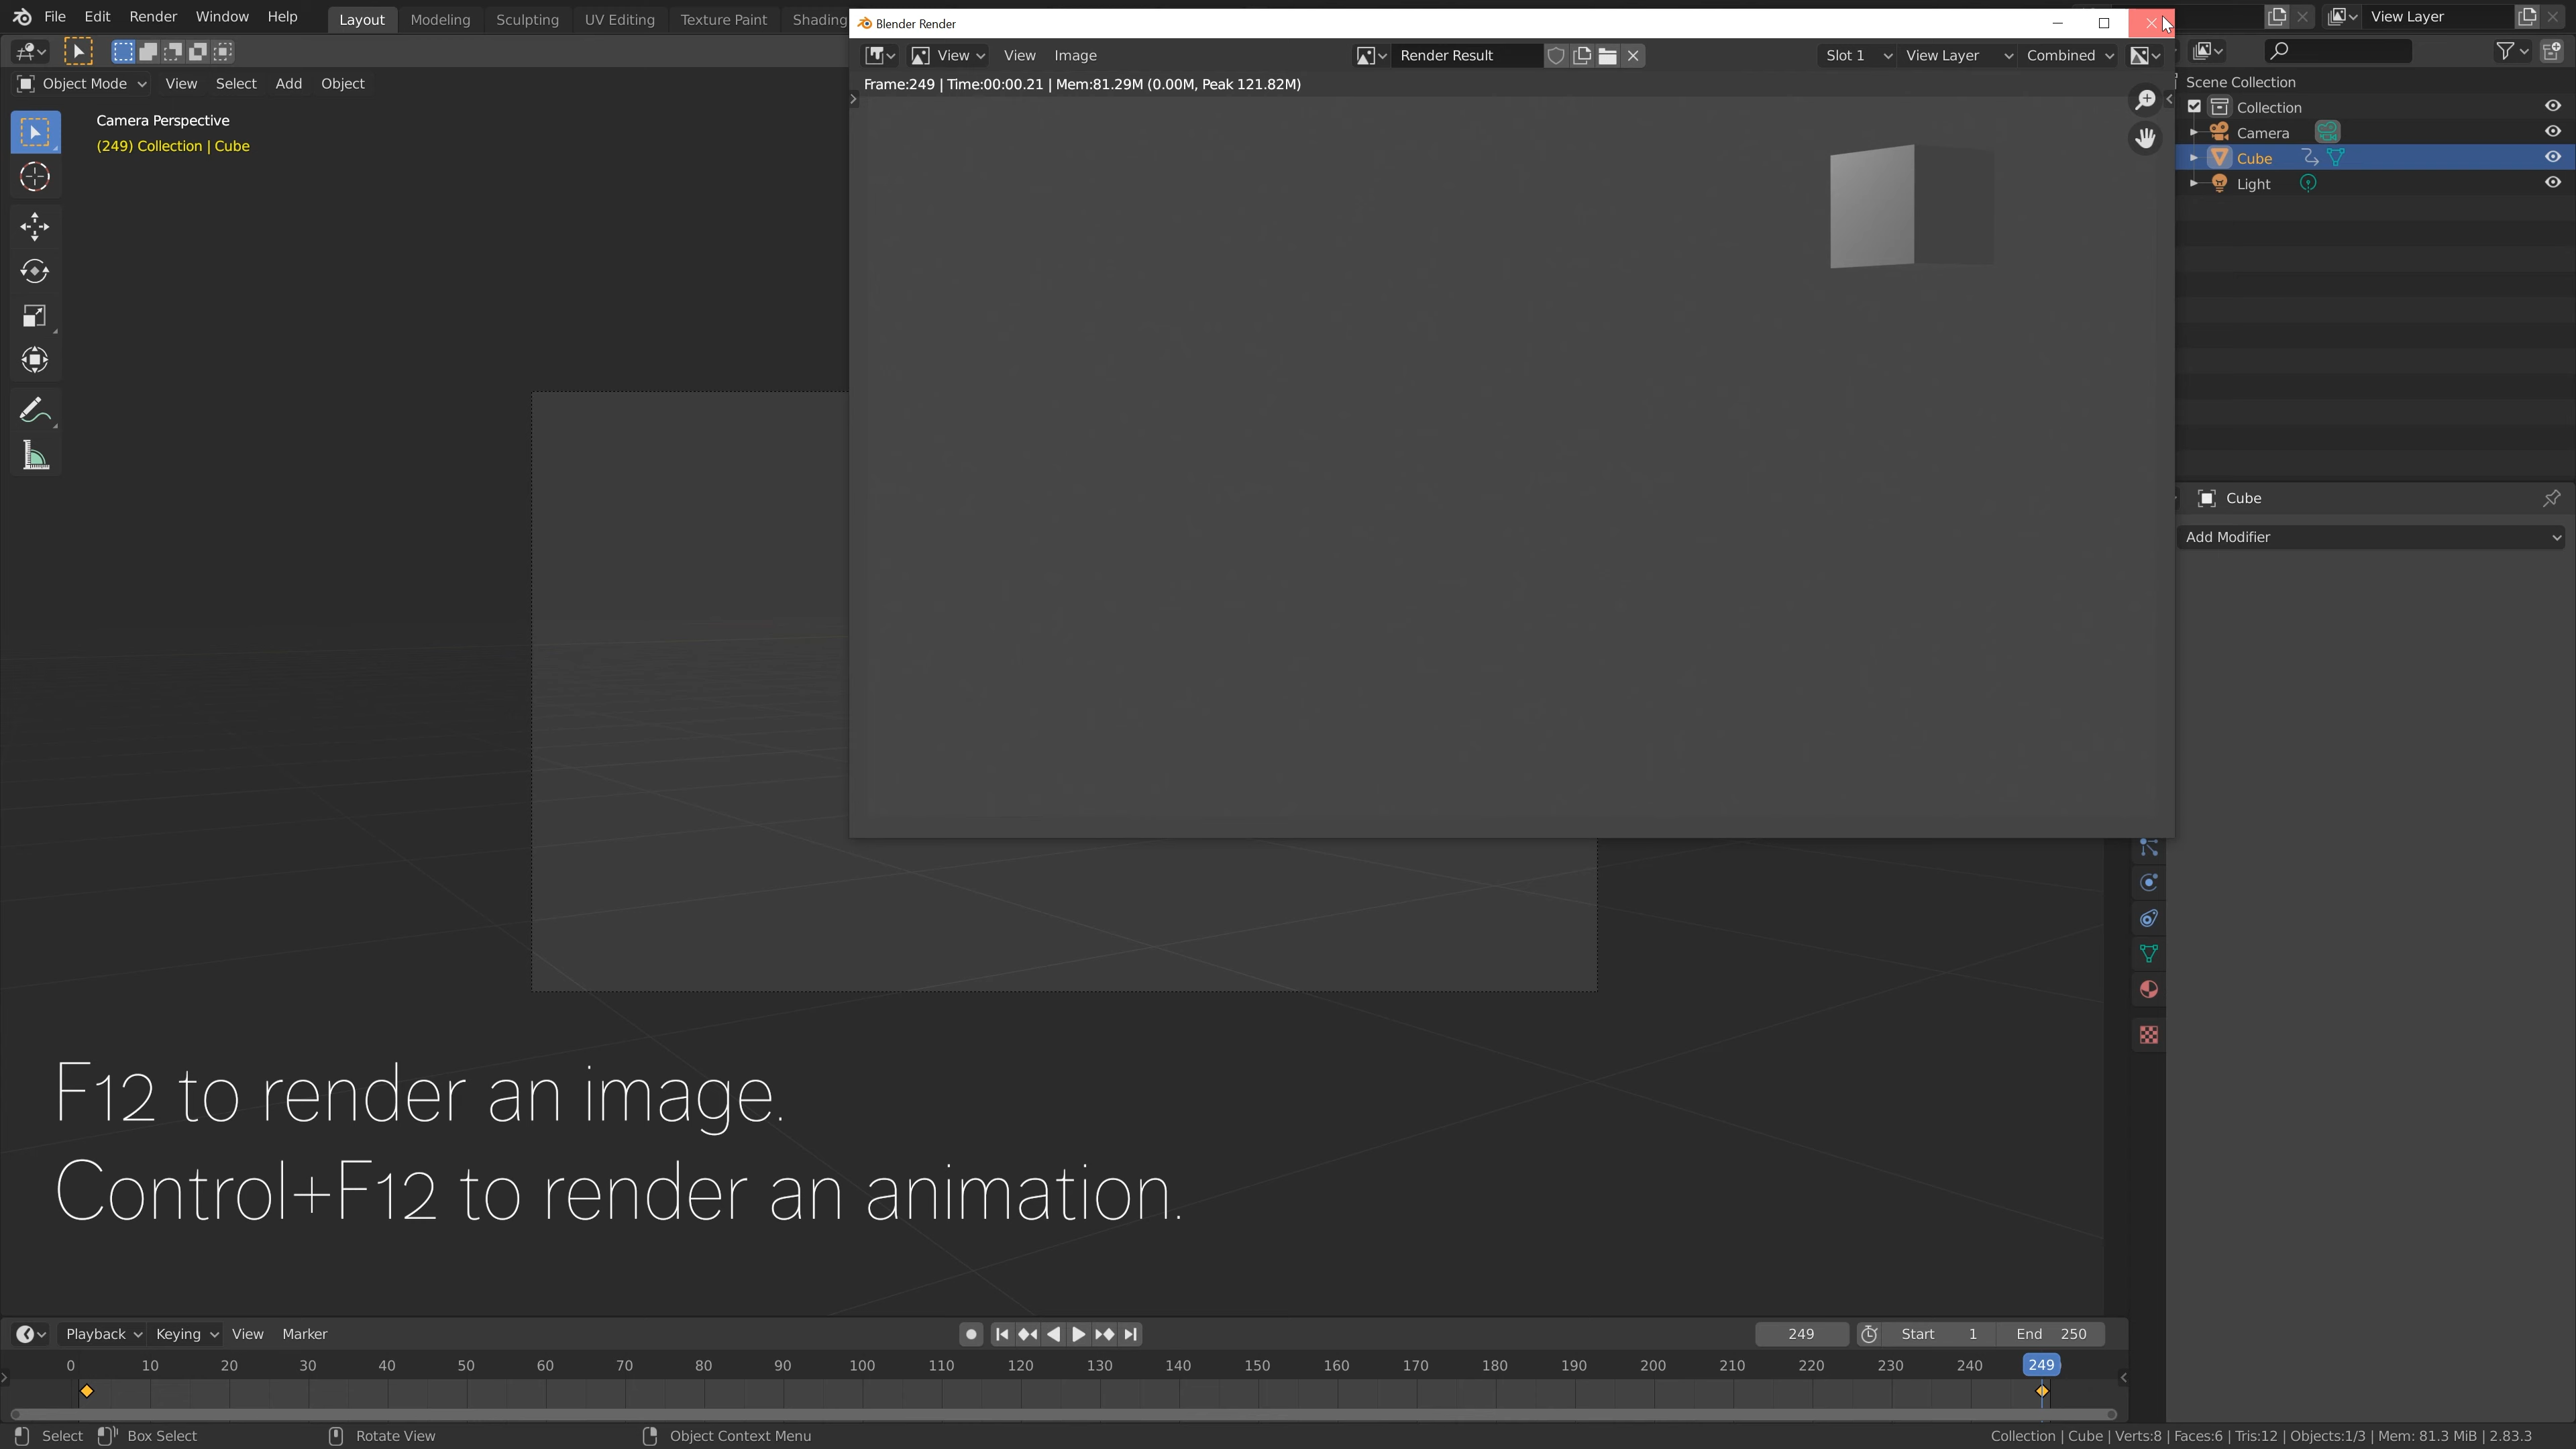 File Edit Render Window Help Layout Modeling Sculpting UV Editing Texture Paint Shading
Blender Render
View Layer
View View Image Render Result Slot 1 View Layer Combined
Object Mode View Select Add Object
Frame:249 | Time:00:00.21 | Mem:81.29M (0.00M, Peak 121.82M)
Scene Collection
Collection
Camera
Cube
Light
Camera Perspective
(249) Collection | Cube
Cube
Add Modifier
F12 to render an image.
Control+F12 to render an animation.
Playback Keying View Marker 249 Start 1 End 250
0 10 20 30 40 50 60 70 80 90 100 110 120 130 140 150 160 170 180 190 200 210 220 230 240 249
Select Box Select Rotate View Object Context Menu Collection | Cube | Verts:8 | Faces:6 | Tris:12 | Objects:1/3 | Mem: 81.3 MiB | 2.83.3